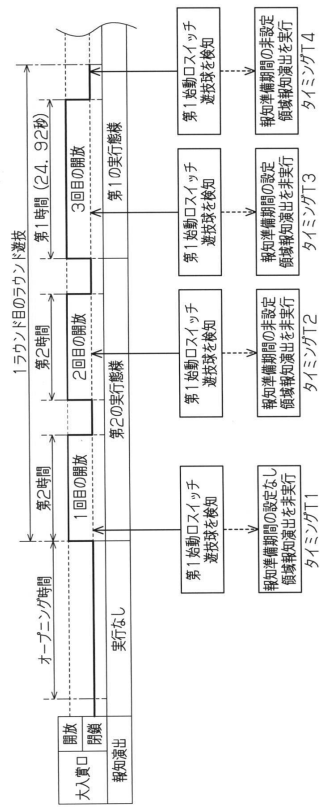 1ラウンド目のラウンド遊技
オープニング時間
第2時間
第2時間
第1時間(24.92秒)
大入賞口
開放
閉鎖
1回目の開放
2回目の開放
3回目の開放
報知演出
実行なし
第2の実行態様
第1の実行態様
第1始動口スイッチ
遊技球を検知
第1始動口スイッチ
遊技球を検知
第1始動口スイッチ
遊技球を検知
第1始動口スイッチ
遊技球を検知
報知準備期間の設定なし
領域報知演出を非実行
タイミングT1
報知準備期間の非設定
領域報知演出を非実行
タイミングT2
報知準備期間の設定
領域報知演出を非実行
タイミングT3
報知準備期間の非設定
領域報知演出を実行
タイミングT4